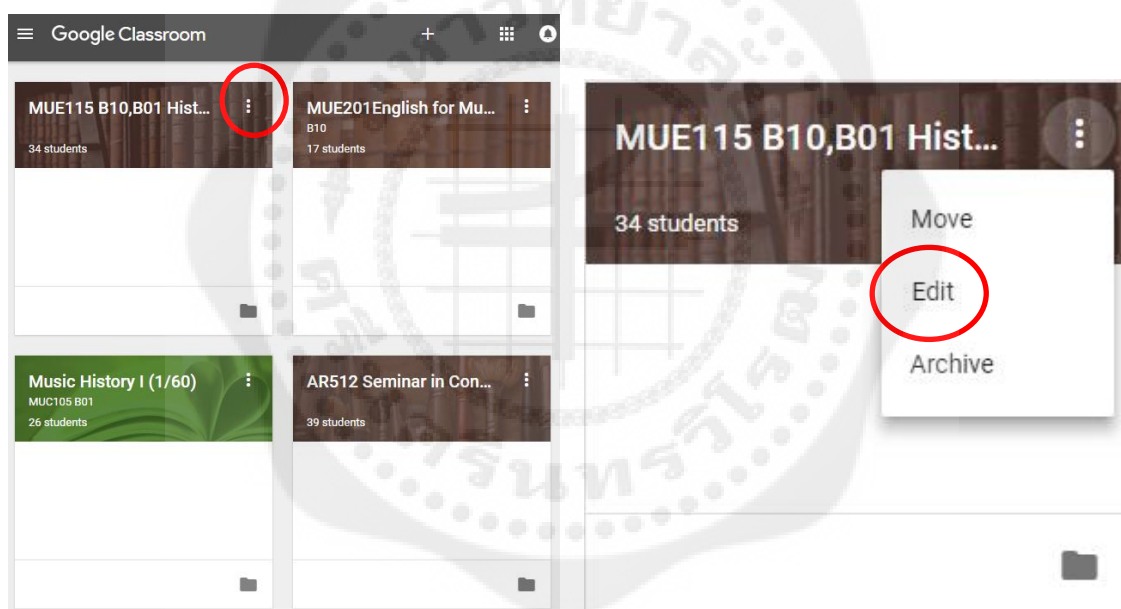 Google Classroom
MUE115 B10,B01 Hist...
34 students
MUE201English for Mu...
B10
17 students
Music History I (1/60)
MUC105 B01
26 students
AR512 Seminar in Con...
39 students
MUE115 B10,B01 Hist...
34 students
Move
Edit
Archive